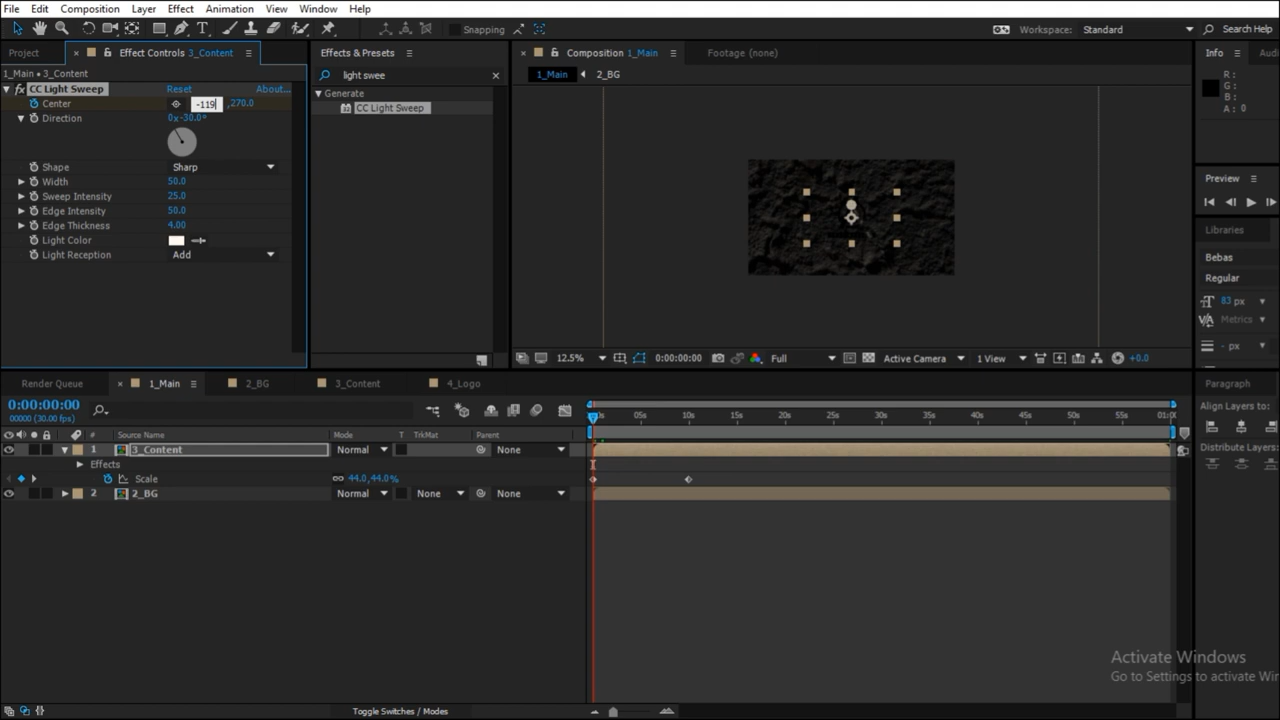 File Edit Composition Layer Effect Animation View Window Help
Snapping Workspace: Standard Search Help
Project Effect Controls 3_Content Effects & Presets Composition 1_Main Footage (none) Info Audi
1_Main • 3_Content light swee 1_Main 2_BG R :
fx CC Light Sweep Reset About... Generate G :
Center -119 ,270.0 CC Light Sweep B :
Direction 0x-30.0° A : 0
Shape Sharp
Width 50.0 Preview
Sweep Intensity 25.0
Edge Intensity 50.0
Edge Thickness 4.00 Libraries
Light Color
Light Reception Add Bebas
Regular
83 px
Metrics
- px
12.5% 0:00:00:00 Full Active Camera 1 View +0.0
Render Queue 1_Main 2_BG 3_Content 4_Logo Paragraph
0:00:00:00
00000 (30.00 fps) 05s 10s 15s 20s 25s 30s 35s 40s 45s 50s 55s 01:0 Align Layers to:
# Source Name Mode T TrkMat Parent
1 3_Content Normal None Distribute Layers:
Effects
Scale 44.0,44.0%
2 2_BG Normal None None
Activate Windows
Go to Settings to activate Win
Toggle Switches / Modes